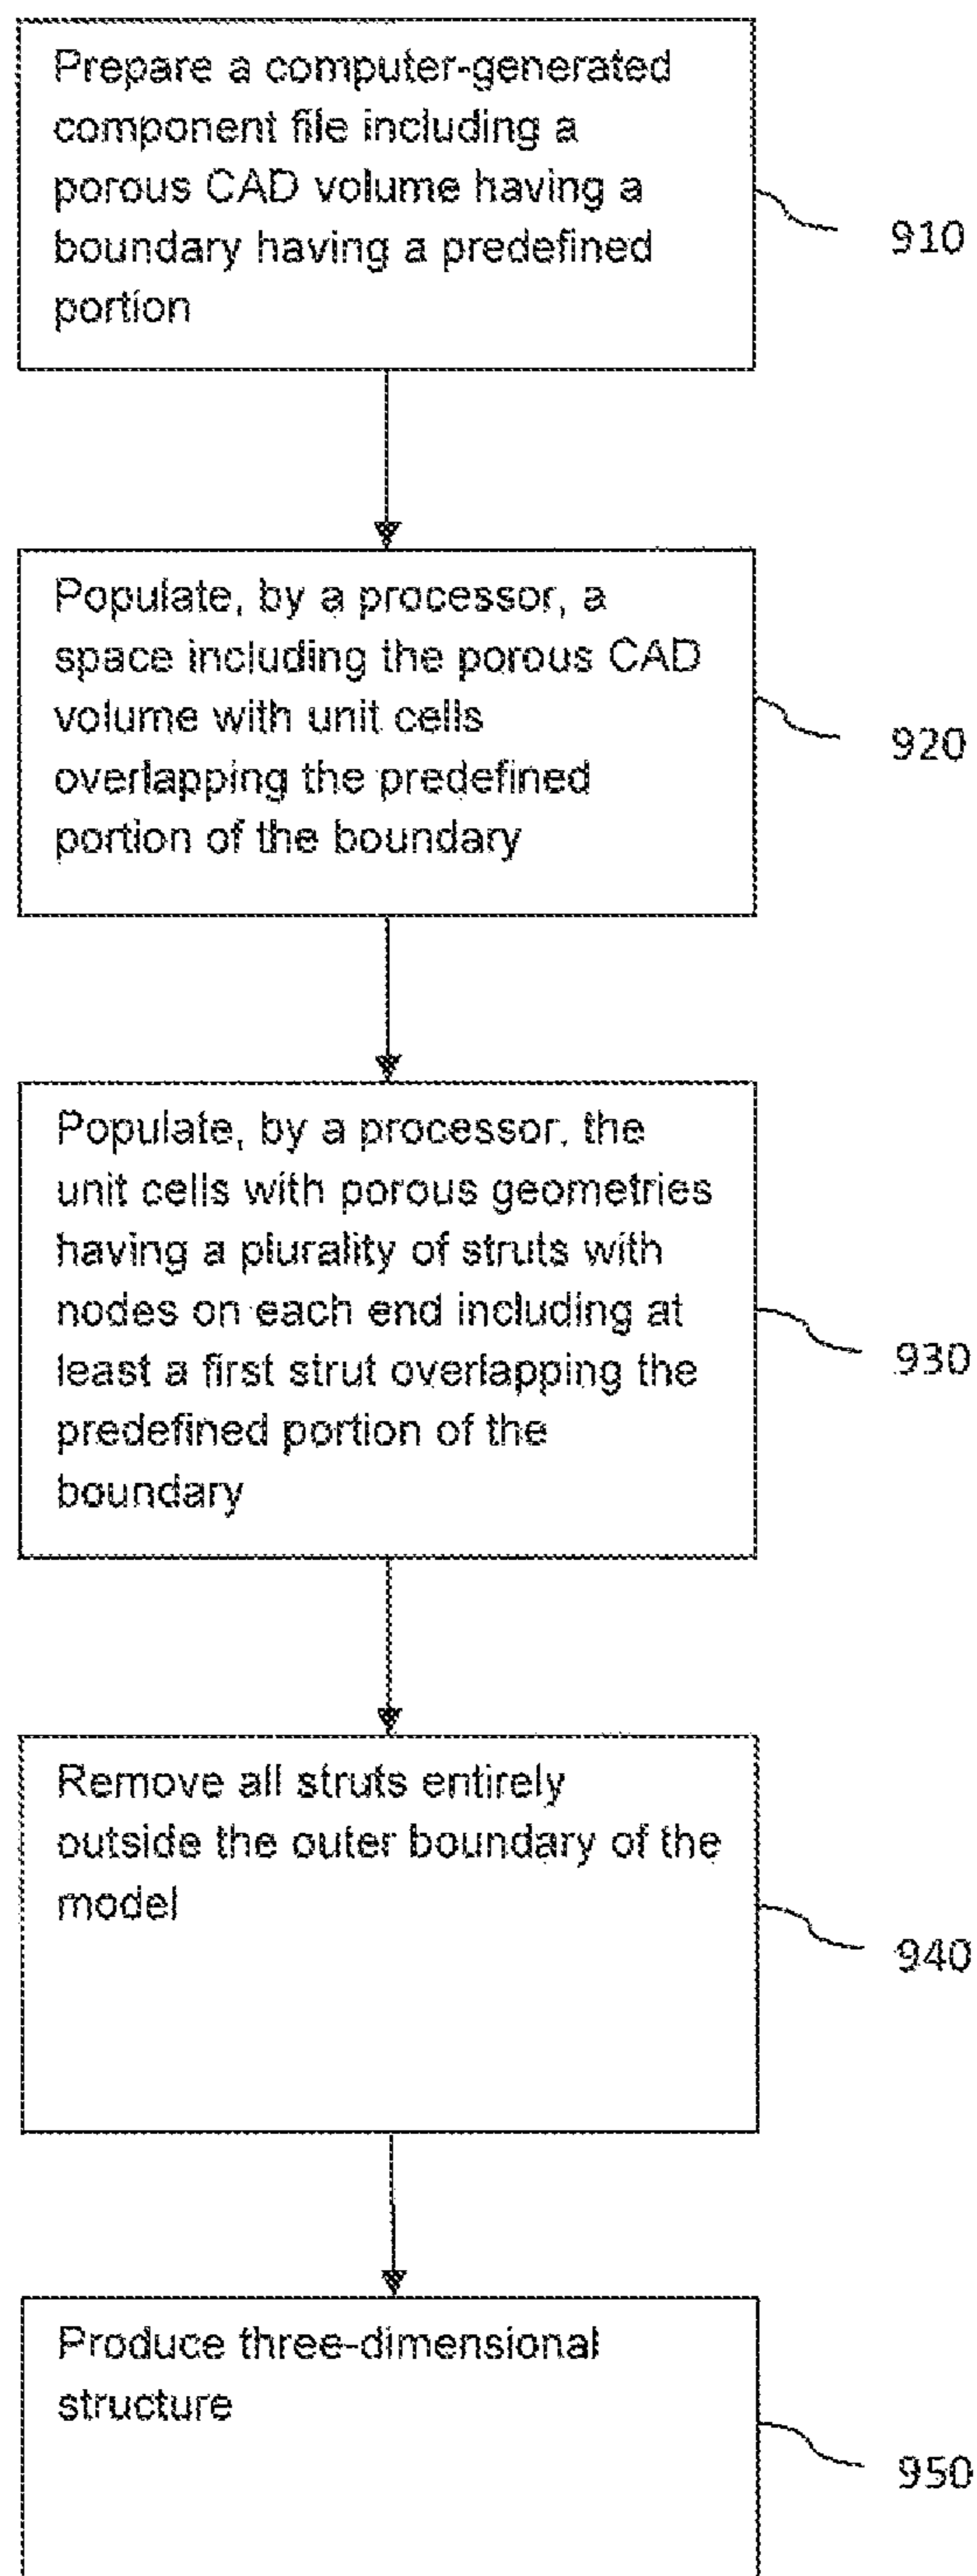 Prepare a computer-generated
component file including a
porous CAD volume having a
boundary having a predefined
portion
910
Populate, by a processor, a
space including the porous CAD
volume with unit cells
overlapping the predefined
portion of the boundary
920
Populate, by a processor, the
unit cells with porous geometries
having a plurality of struts with
nodes on each end including at
least a first strut overlapping the
predefined portion of the
boundary
930
Remove all struts entirely
outside the outer boundary of the
model
940
Produce three-dimensional
structure
950